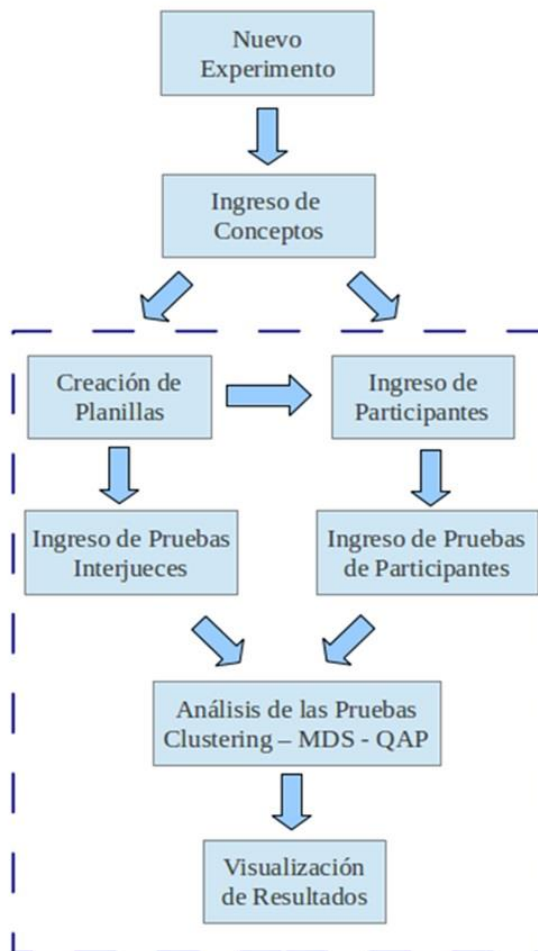 Nuevo
Experimento
Ingreso de
Conceptos
Creación de
Planillas
Ingreso de
Participantes
Ingreso de Pruebas
Interjueces
Ingreso de Pruebas
de Participantes
Análisis de las Pruebas
Clustering – MDS - QAP
Visualización
de Resultados